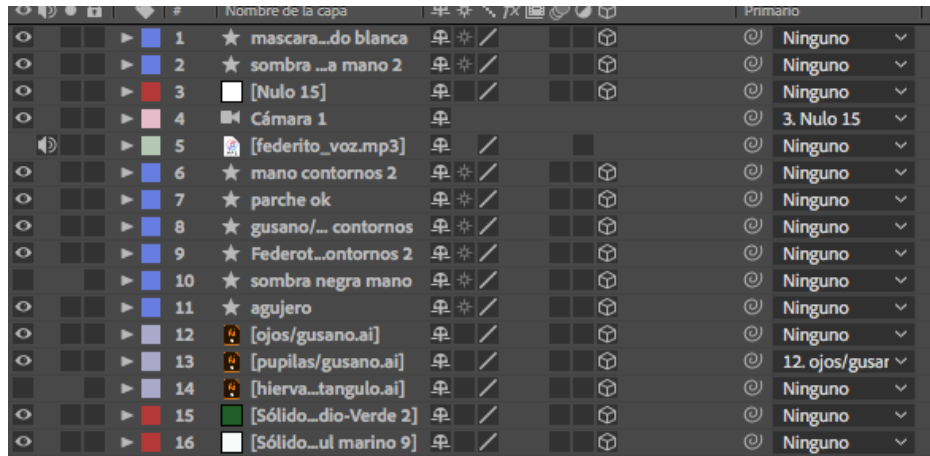 # Nombre de la capa fx Primario
1 mascara...do blanca Ninguno
2 sombra ...a mano 2 Ninguno
3 [Nulo 15] Ninguno
4 Cámara 1 3. Nulo 15
5 [federito_voz.mp3] Ninguno
6 mano contornos 2 Ninguno
7 parche ok Ninguno
8 gusano/... contornos Ninguno
9 Federot...ontornos 2 Ninguno
10 sombra negra mano Ninguno
11 agujero Ninguno
12 [ojos/gusano.ai] Ninguno
13 [pupilas/gusano.ai] 12. ojos/gusar
14 [hierva...tangulo.ai] Ninguno
15 [Sólido...dio-Verde 2] Ninguno
16 [Sólido...ul marino 9] Ninguno